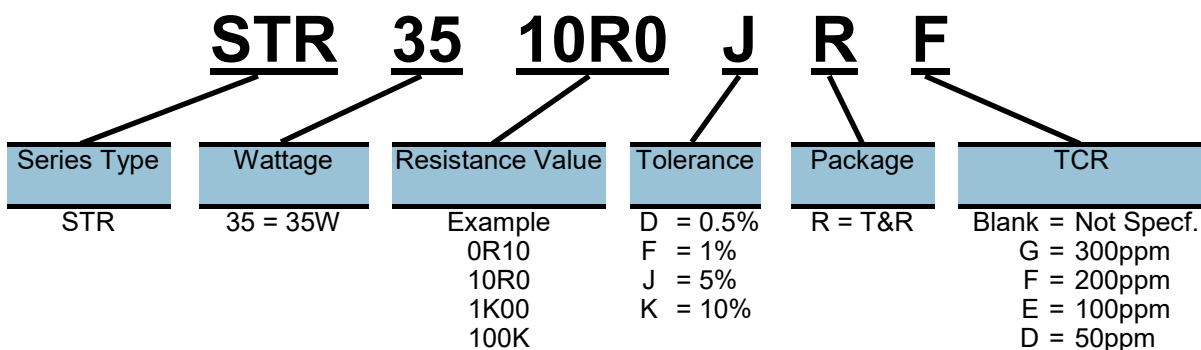 STR 35 10R0 J R F
Series Type Wattage Resistance Value Tolerance Package TCR
STR 35 = 35W Example D = 0.5% R = T&R Blank = Not Specf.
0R10 F = 1% G = 300ppm
10R0 J = 5% F = 200ppm
1K00 K = 10% E = 100ppm
100K D = 50ppm